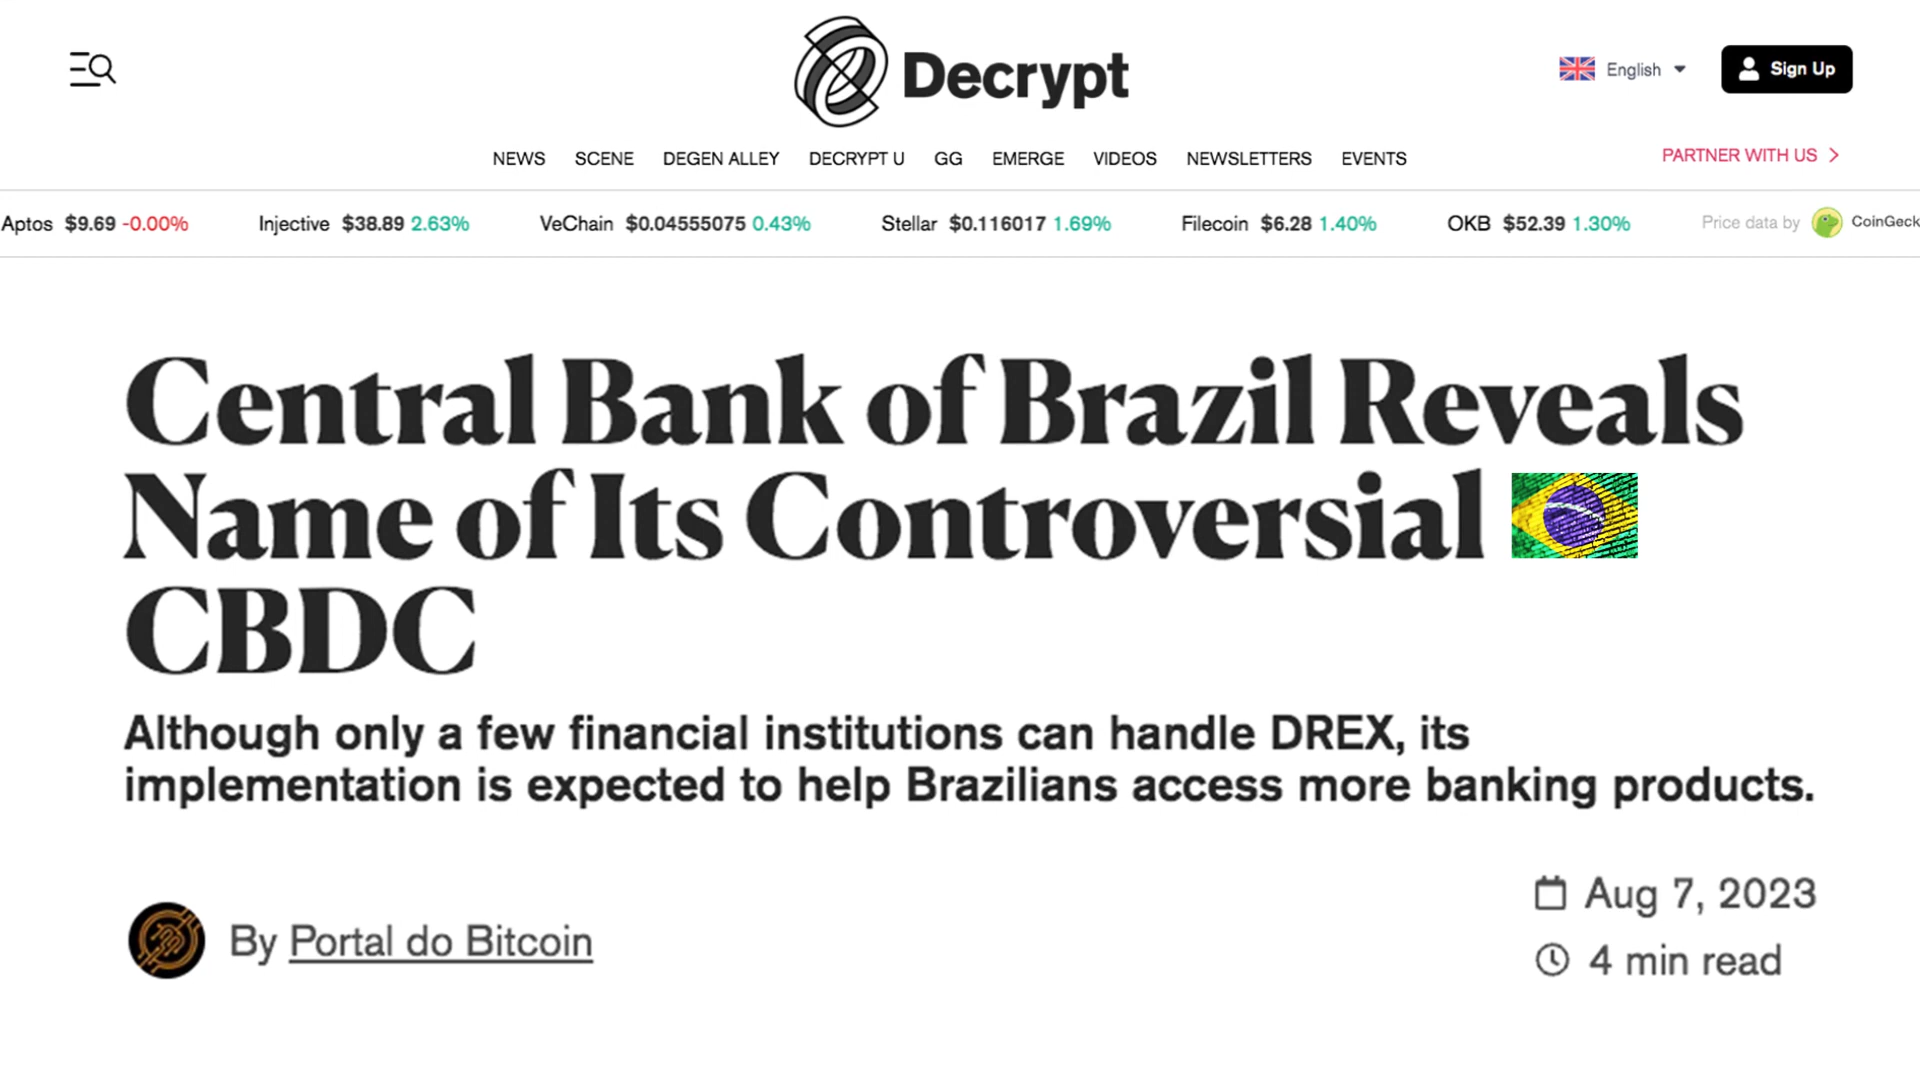 Decrypt
English
Sign Up
NEWS SCENE DEGEN ALLEY DECRYPT U GG EMERGE VIDEOS NEWSLETTERS EVENTS
PARTNER WITH US
Aptos $9.69 -0.00% Injective $38.89 2.63% VeChain $0.04555075 0.43% Stellar $0.116017 1.69% Filecoin $6.28 1.40% OKB $52.39 1.30% Price data by CoinGeck
Central Bank of Brazil Reveals
Name of Its Controversial
CBDC
Although only a few financial institutions can handle DREX, its
implementation is expected to help Brazilians access more banking products.
By Portal do Bitcoin
Aug 7, 2023
4 min read